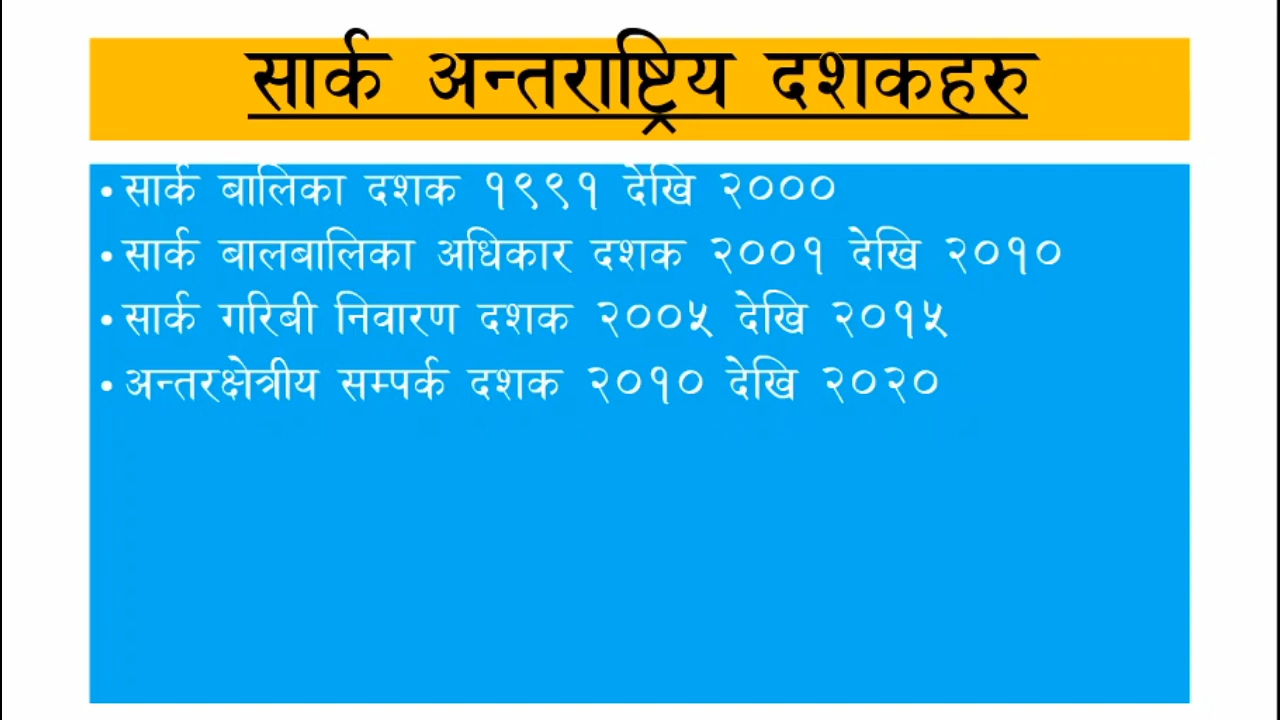 सार्क अन्तराष्ट्रिय दशकहरु
• सार्क बालिका दशक १९९१ देखि २०००
• सार्क बालबालिका अधिकार दशक २००१ देखि २०१०
• सार्क गरिबी निवारण दशक २००५ देखि २०१५
• अन्तरक्षेत्रीय सम्पर्क दशक २०१० देखि २०२०